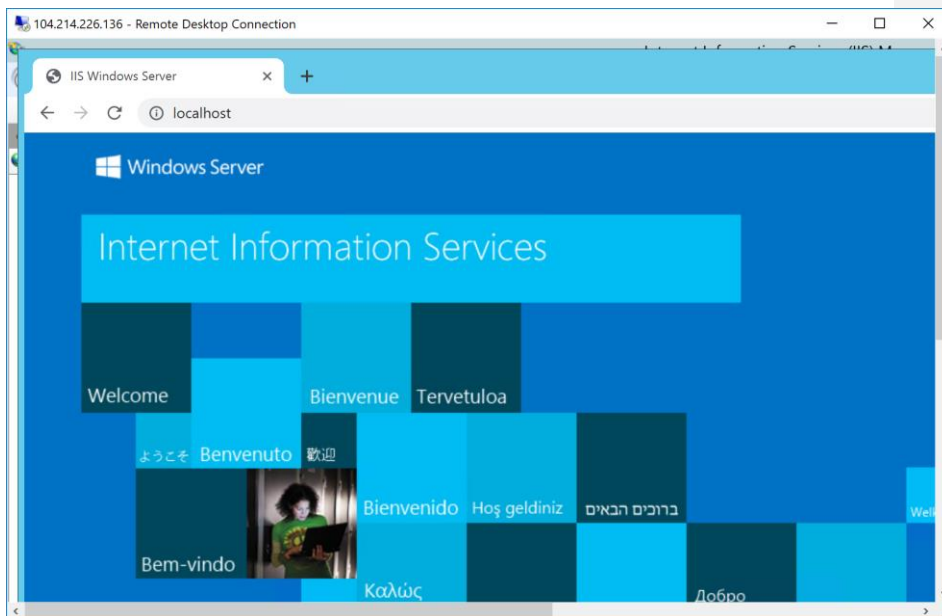 104.214.226.136 - Remote Desktop Connection
IIS Windows Server
localhost
Windows Server
Internet Information Services
Welcome
Bienvenue
Tervetuloa
ようこそ
Benvenuto
歡迎
Bienvenido
Hoş geldiniz
ברוכים הבאים
Bem-vindo
Καλώς
Добро